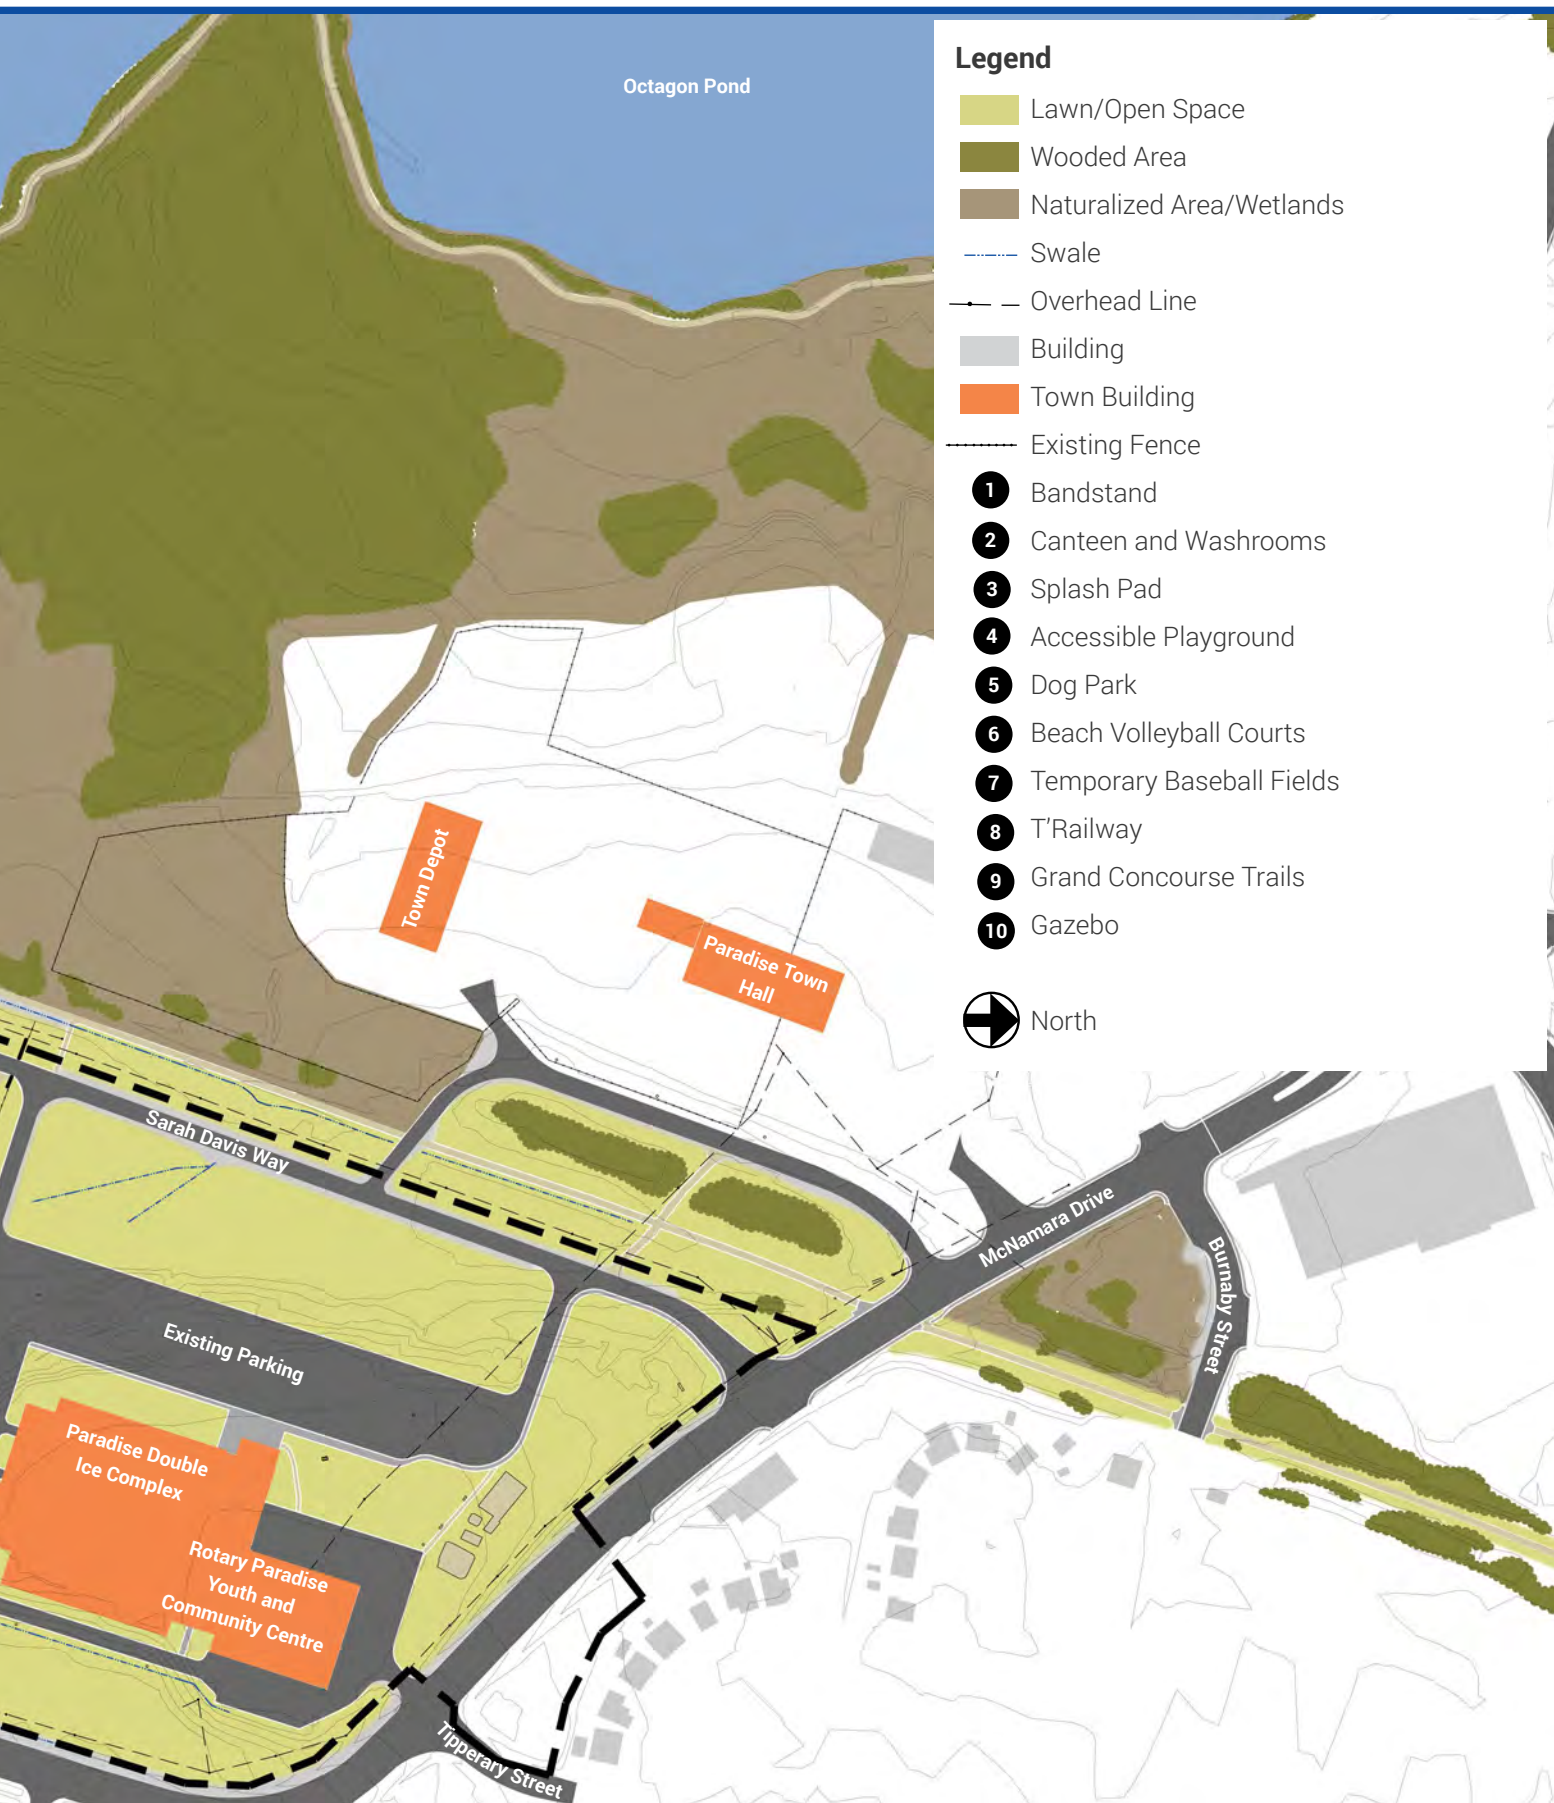 Octagon Pond
Legend
Lawn/Open Space
Wooded Area
Naturalized Area/Wetlands
Swale
Overhead Line
Building
Town Building
Existing Fence
1 Bandstand
2 Canteen and Washrooms
3 Splash Pad
4 Accessible Playground
5 Dog Park
6 Beach Volleyball Courts
7 Temporary Baseball Fields
8 T'Railway
9 Grand Concourse Trails
10 Gazebo
North
Town Depot
Paradise Town
Hall
Sarah Davis Way
McNamara Drive
Burnaby Street
Existing Parking
Paradise Double
Ice Complex
Rotary Paradise
Youth and
Community Centre
Tipperary Street